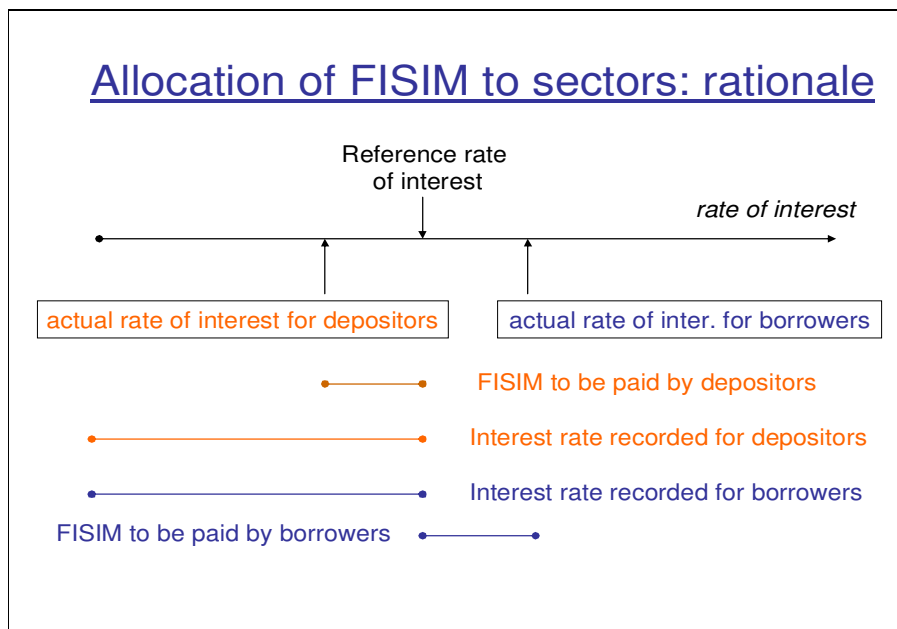 Allocation of FISIM to sectors: rationale
Reference rate
of interest
rate of interest
actual rate of interest for depositors
actual rate of inter. for borrowers
FISIM to be paid by depositors
Interest rate recorded for depositors
Interest rate recorded for borrowers
FISIM to be paid by borrowers